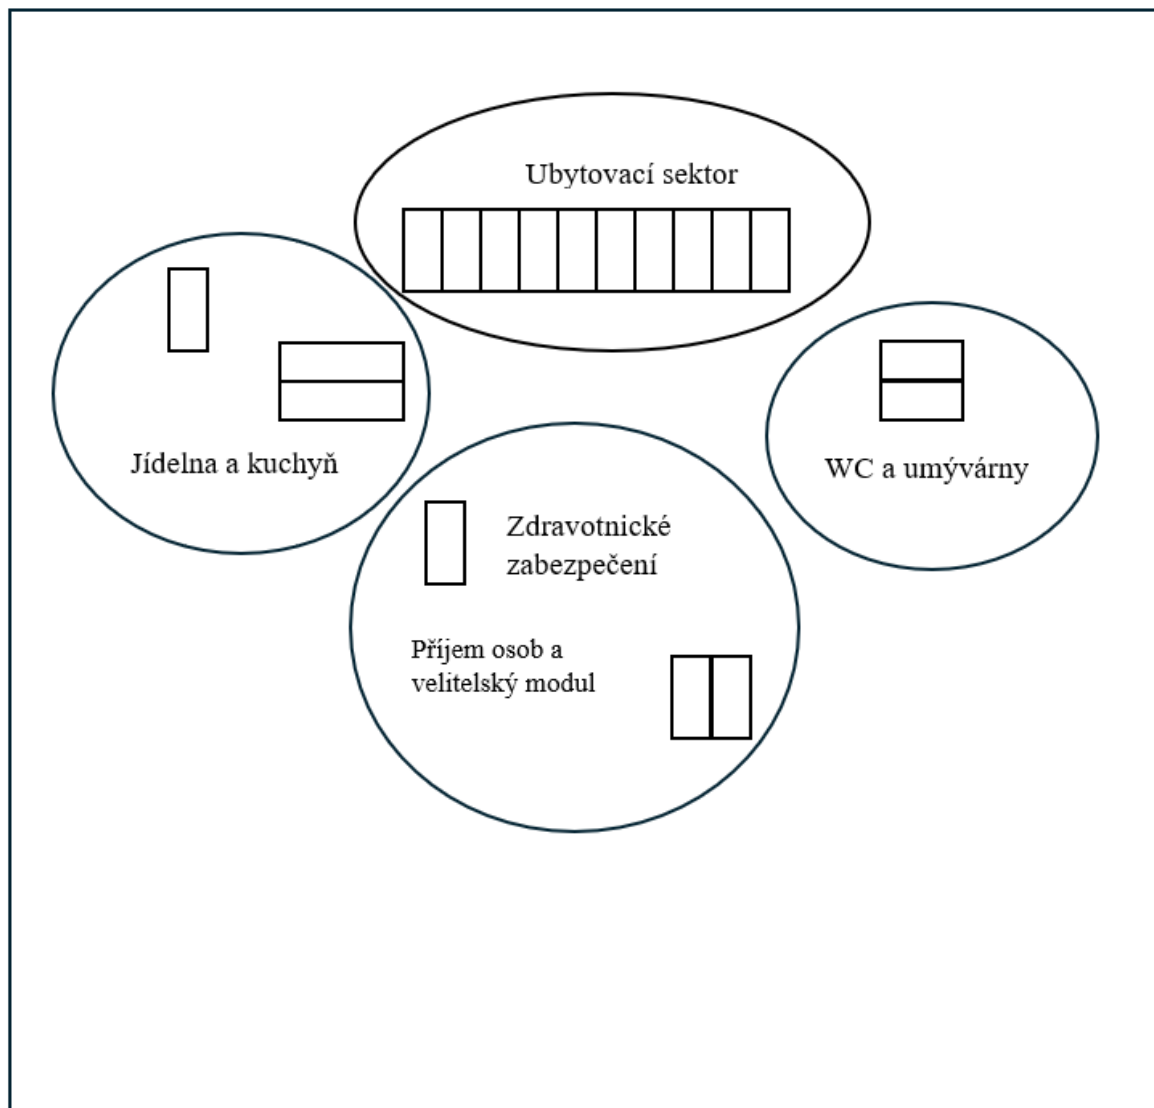 Ubytovací sektor
Jídelna a kuchyň
WC a umývárny
Zdravotnické
zabezpečení
Příjem osob a
velitelský modul